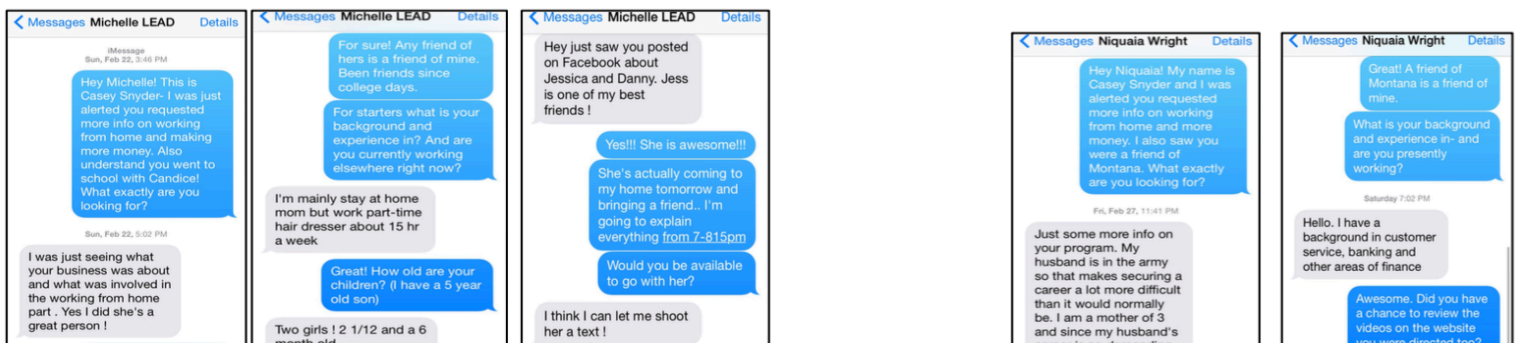 Messages Michelle LEAD Details
iMessage
Sun, Feb 22, 3:46 PM
Hey Michelle! This is
Casey Snyder- I was just
alerted you requested
more info on working
from home and making
more money. Also
understand you went to
school with Candice!
What exactly are you
looking for?
Sun, Feb 22, 5:02 PM
I was just seeing what
your business was about
and what was involved in
the working from home
part . Yes I did she's a
great person !
Messages Michelle LEAD Details
For sure! Any friend of
hers is a friend of mine.
Been friends since
college days.
For starters what is your
background and
experience in? And are
you currently working
elsewhere right now?
I'm mainly stay at home
mom but work part-time
hair dresser about 15 hr
a week
Great! How old are your
children? (I have a 5 year
old son)
Two girls ! 2 1/12 and a 6
month old
Messages Michelle LEAD Details
Hey just saw you posted
on Facebook about
Jessica and Danny. Jess
is one of my best
friends !
Yes!!! She is awesome!!!
She's actually coming to
my home tomorrow and
bringing a friend.. I'm
going to explain
everything from 7-815pm
Would you be available
to go with her?
I think I can let me shoot
her a text !
Messages Niquaia Wright Details
Hey Niquaia! My name is
Casey Snyder and I was
alerted you requested
more info on working
from home and more
money. I also saw you
were a friend of
Montana. What exactly
are you looking for?
Fri, Feb 27, 11:41 PM
Just some more info on
your program. My
husband is in the army
so that makes securing a
career a lot more difficult
than it would normally
be. I am a mother of 3
and since my husband's
Messages Niquaia Wright Details
Great! A friend of
Montana is a friend of
mine.
What is your background
and experience in- and
are you presently
working?
Saturday 7:02 PM
Hello. I have a
background in customer
service, banking and
other areas of finance
Awesome. Did you have
a chance to review the
videos on the website
you were directed too?